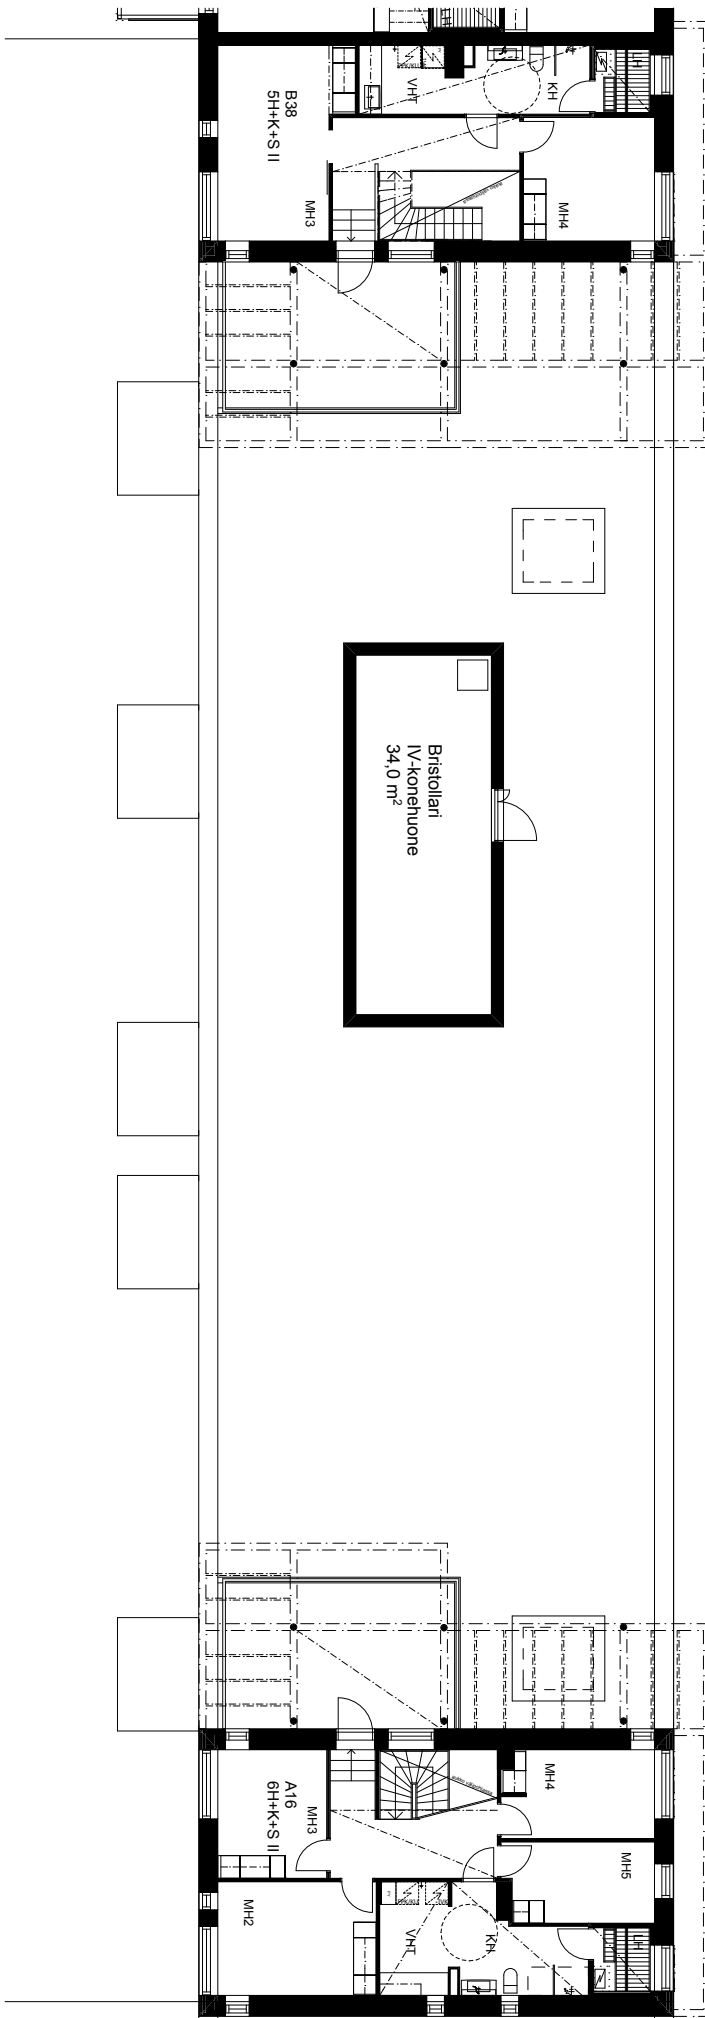 LH
LH
VHT
KH
B38
5H+K+S II
MH3
MH4
Bristollari
IV-konehuone
34,0 m²
MH4
A16
6H+K+S II
MH3
MH5
MH2
VHT
KH
LH